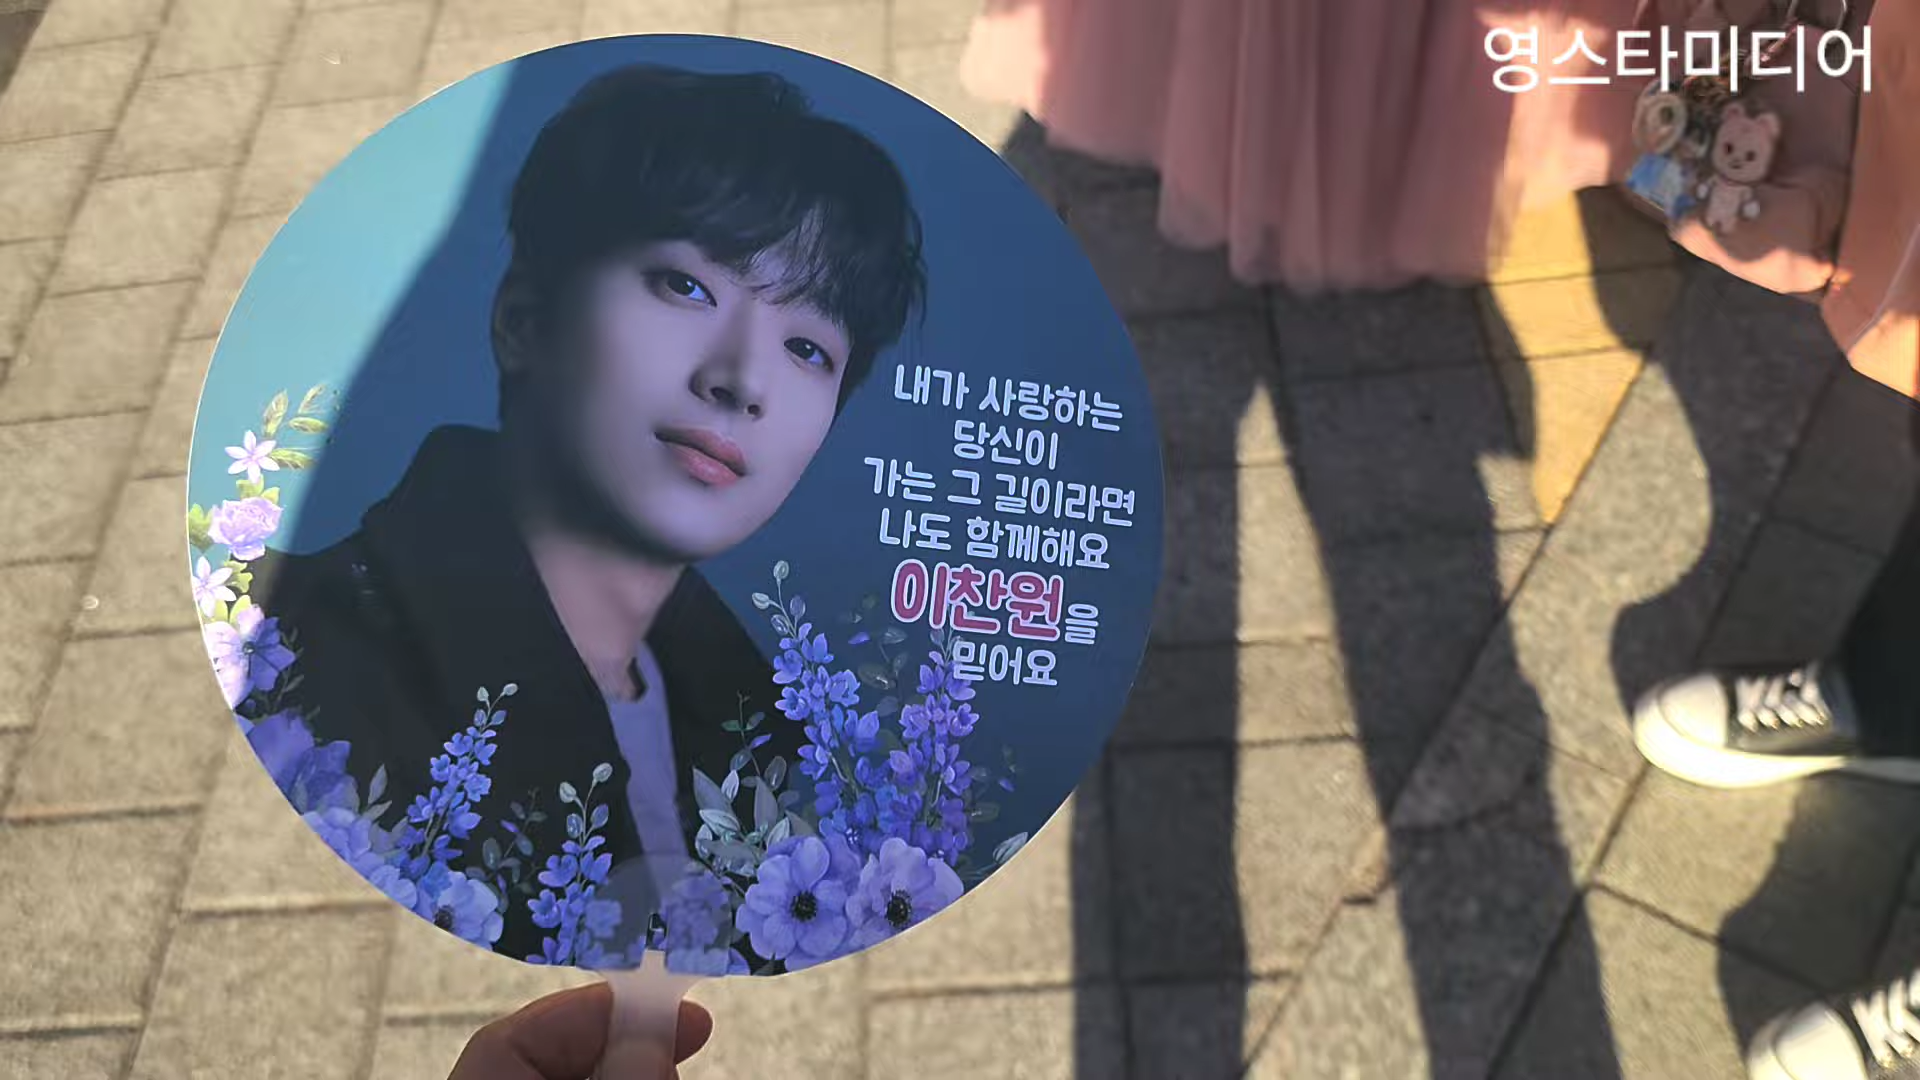 영스타미디어
내가 사랑하는
당신이
가는 그 길이라면
나도 함께해요
이찬원을
믿어요